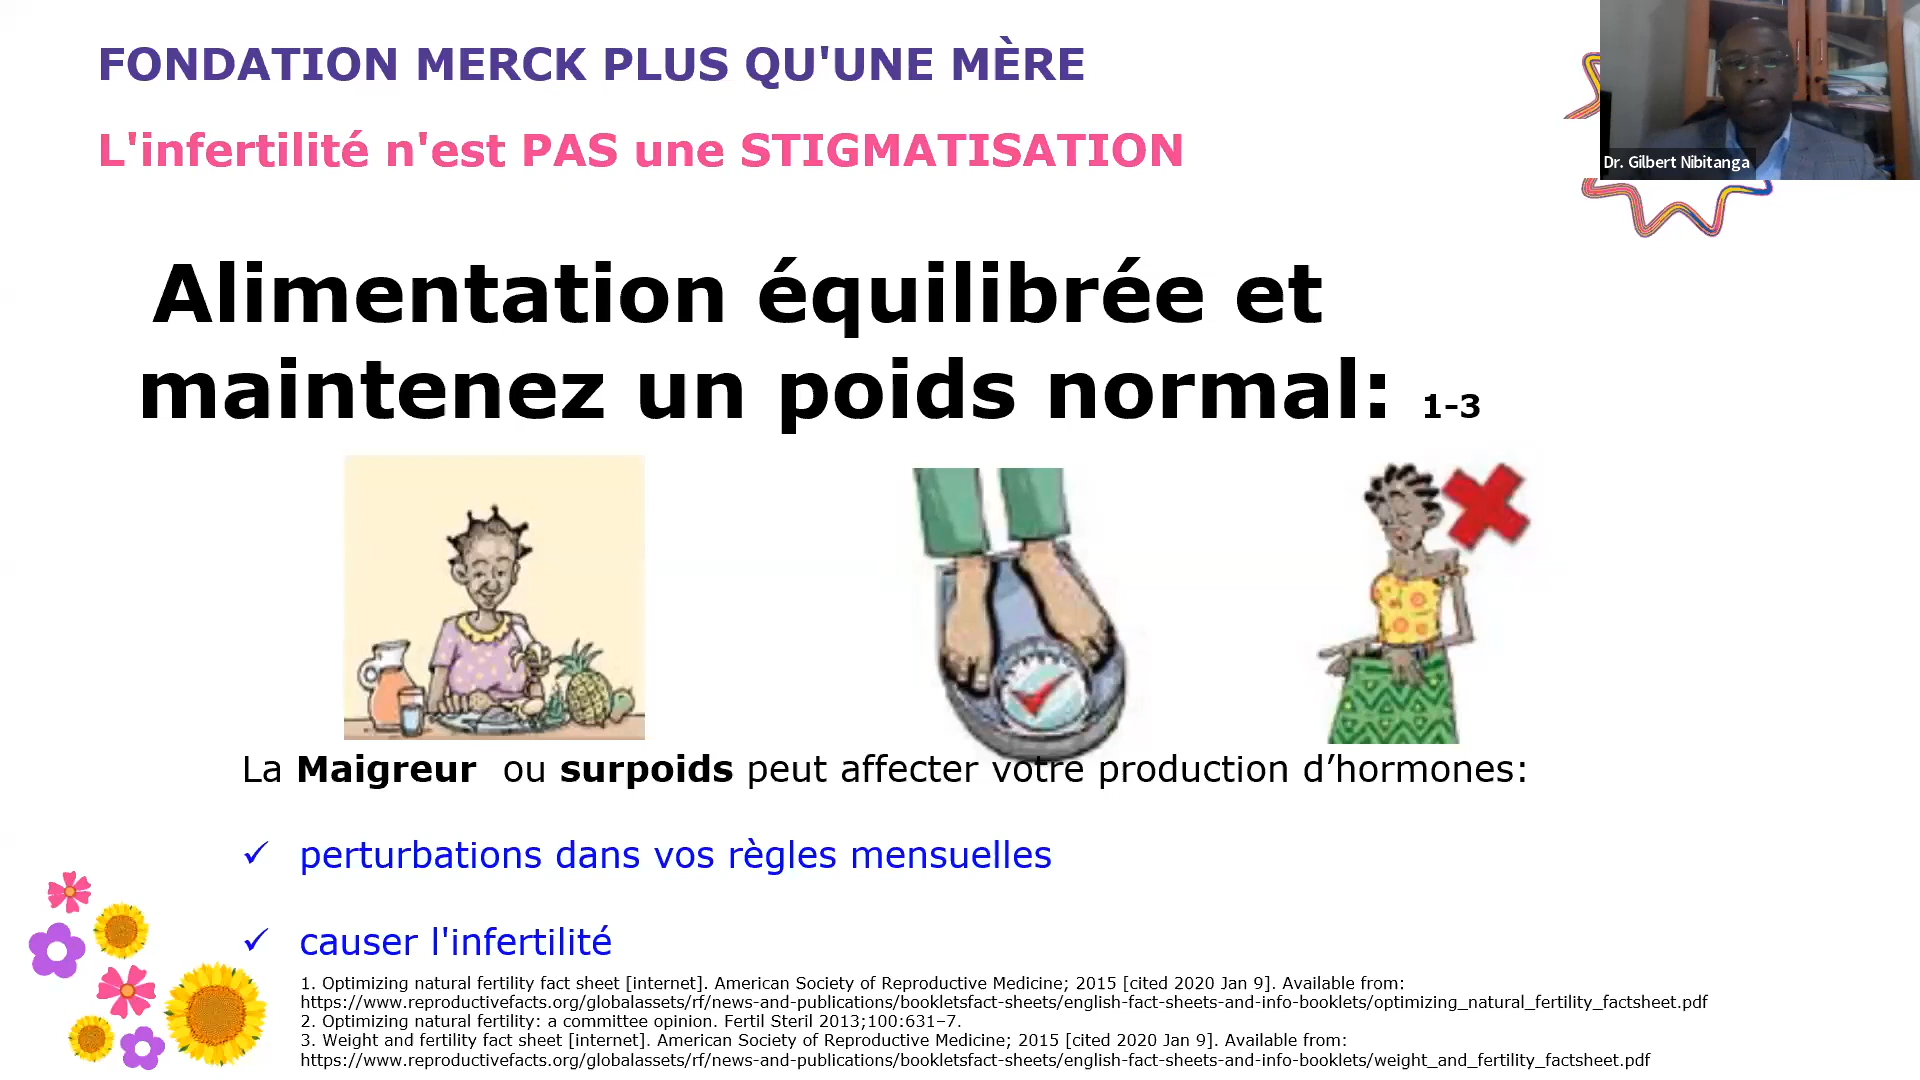 FONDATION MERCK PLUS QU'UNE MÈRE
L'infertilité n'est PAS une STIGMATISATION
Dr. Gilbert Nibitanga
Alimentation équilibrée et
maintenez un poids normal: 1-3
La Maigreur ou surpoids peut affecter votre production d’hormones:
✓ perturbations dans vos règles mensuelles
✓ causer l'infertilité
1. Optimizing natural fertility fact sheet [internet]. American Society of Reproductive Medicine; 2015 [cited 2020 Jan 9]. Available from:
https://www.reproductivefacts.org/globalassets/rf/news-and-publications/bookletsfact-sheets/english-fact-sheets-and-info-booklets/optimizing_natural_fertility_factsheet.pdf
2. Optimizing natural fertility: a committee opinion. Fertil Steril 2013;100:631–7.
3. Weight and fertility fact sheet [internet]. American Society of Reproductive Medicine; 2015 [cited 2020 Jan 9]. Available from:
https://www.reproductivefacts.org/globalassets/rf/news-and-publications/bookletsfact-sheets/english-fact-sheets-and-info-booklets/weight_and_fertility_factsheet.pdf